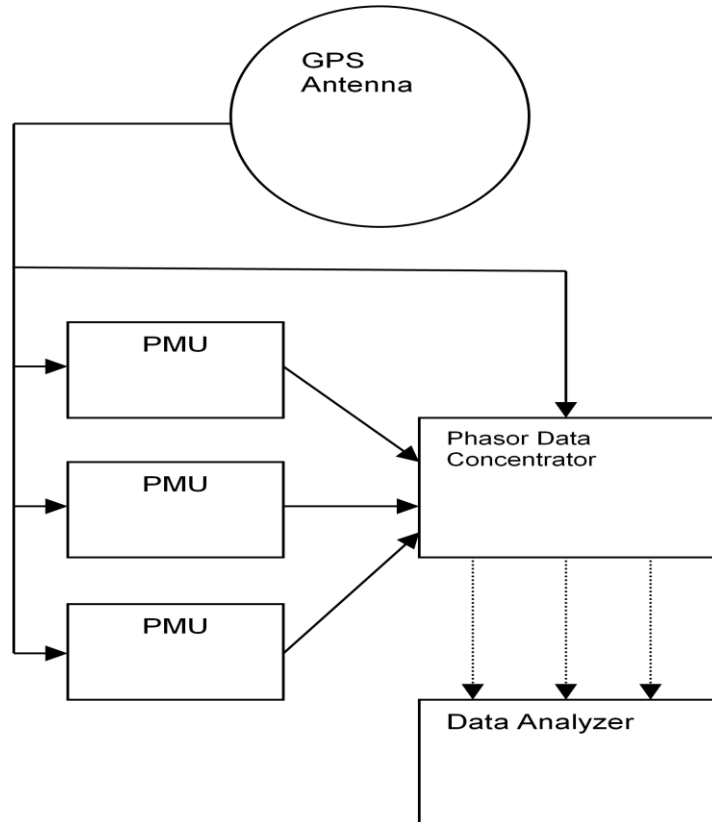 GPS
Antenna
PMU
Phasor Data
Concentrator
PMU
PMU
Data Analyzer